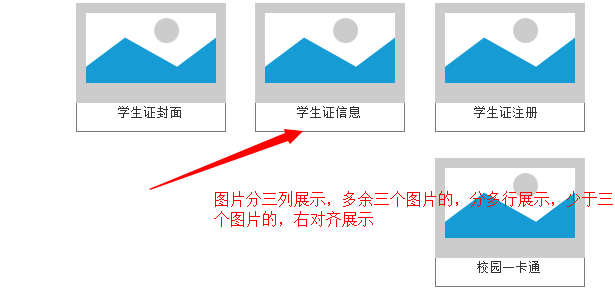 学生证封面
学生证信息
学生证注册
图片分三列展示，多余三个图片的，分多行展示，少于三
个图片的，右对齐展示
校园一卡通